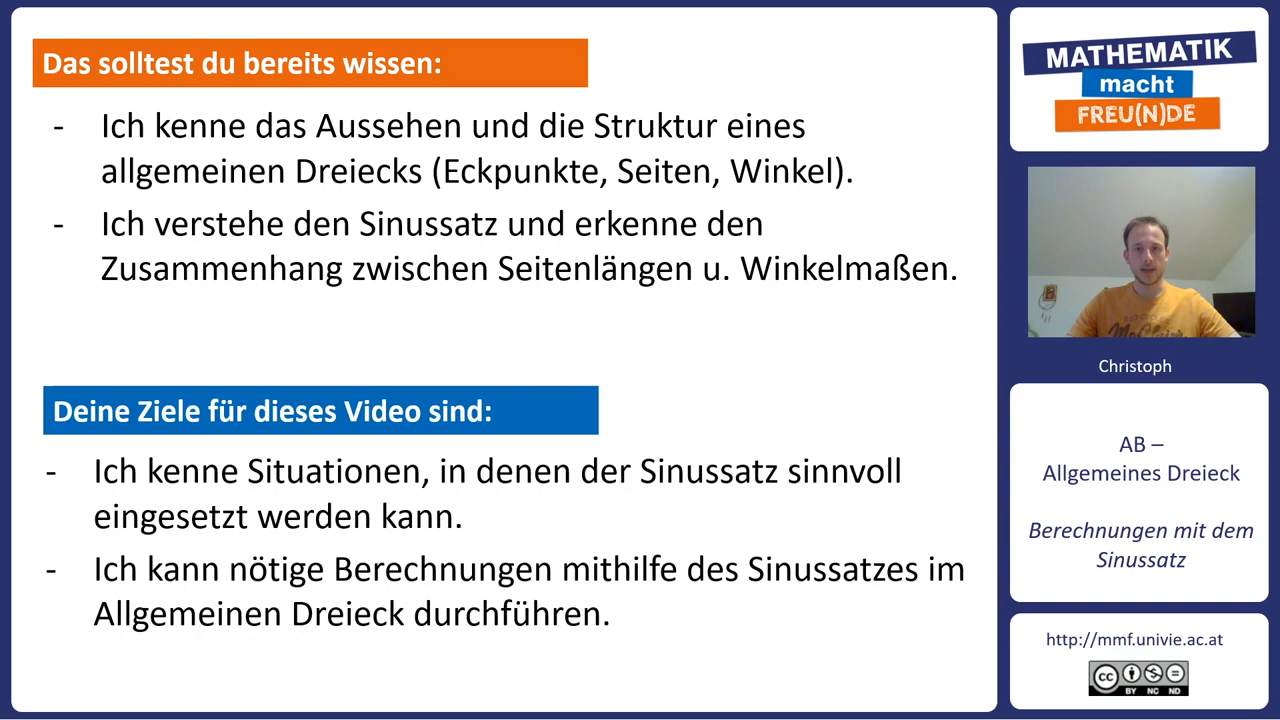 Das solltest du bereits wissen:
- Ich kenne das Aussehen und die Struktur eines
allgemeinen Dreiecks (Eckpunkte, Seiten, Winkel).
- Ich verstehe den Sinussatz und erkenne den
Zusammenhang zwischen Seitenlängen u. Winkelmaßen.
Deine Ziele für dieses Video sind:
- Ich kenne Situationen, in denen der Sinussatz sinnvoll
eingesetzt werden kann.
- Ich kann nötige Berechnungen mithilfe des Sinussatzes im
Allgemeinen Dreieck durchführen.
MATHEMATIK
macht
FREU(N)DE
Christoph
AB –
Allgemeines Dreieck
Berechnungen mit dem
Sinussatz
http://mmf.univie.ac.at
cc
BY NC ND